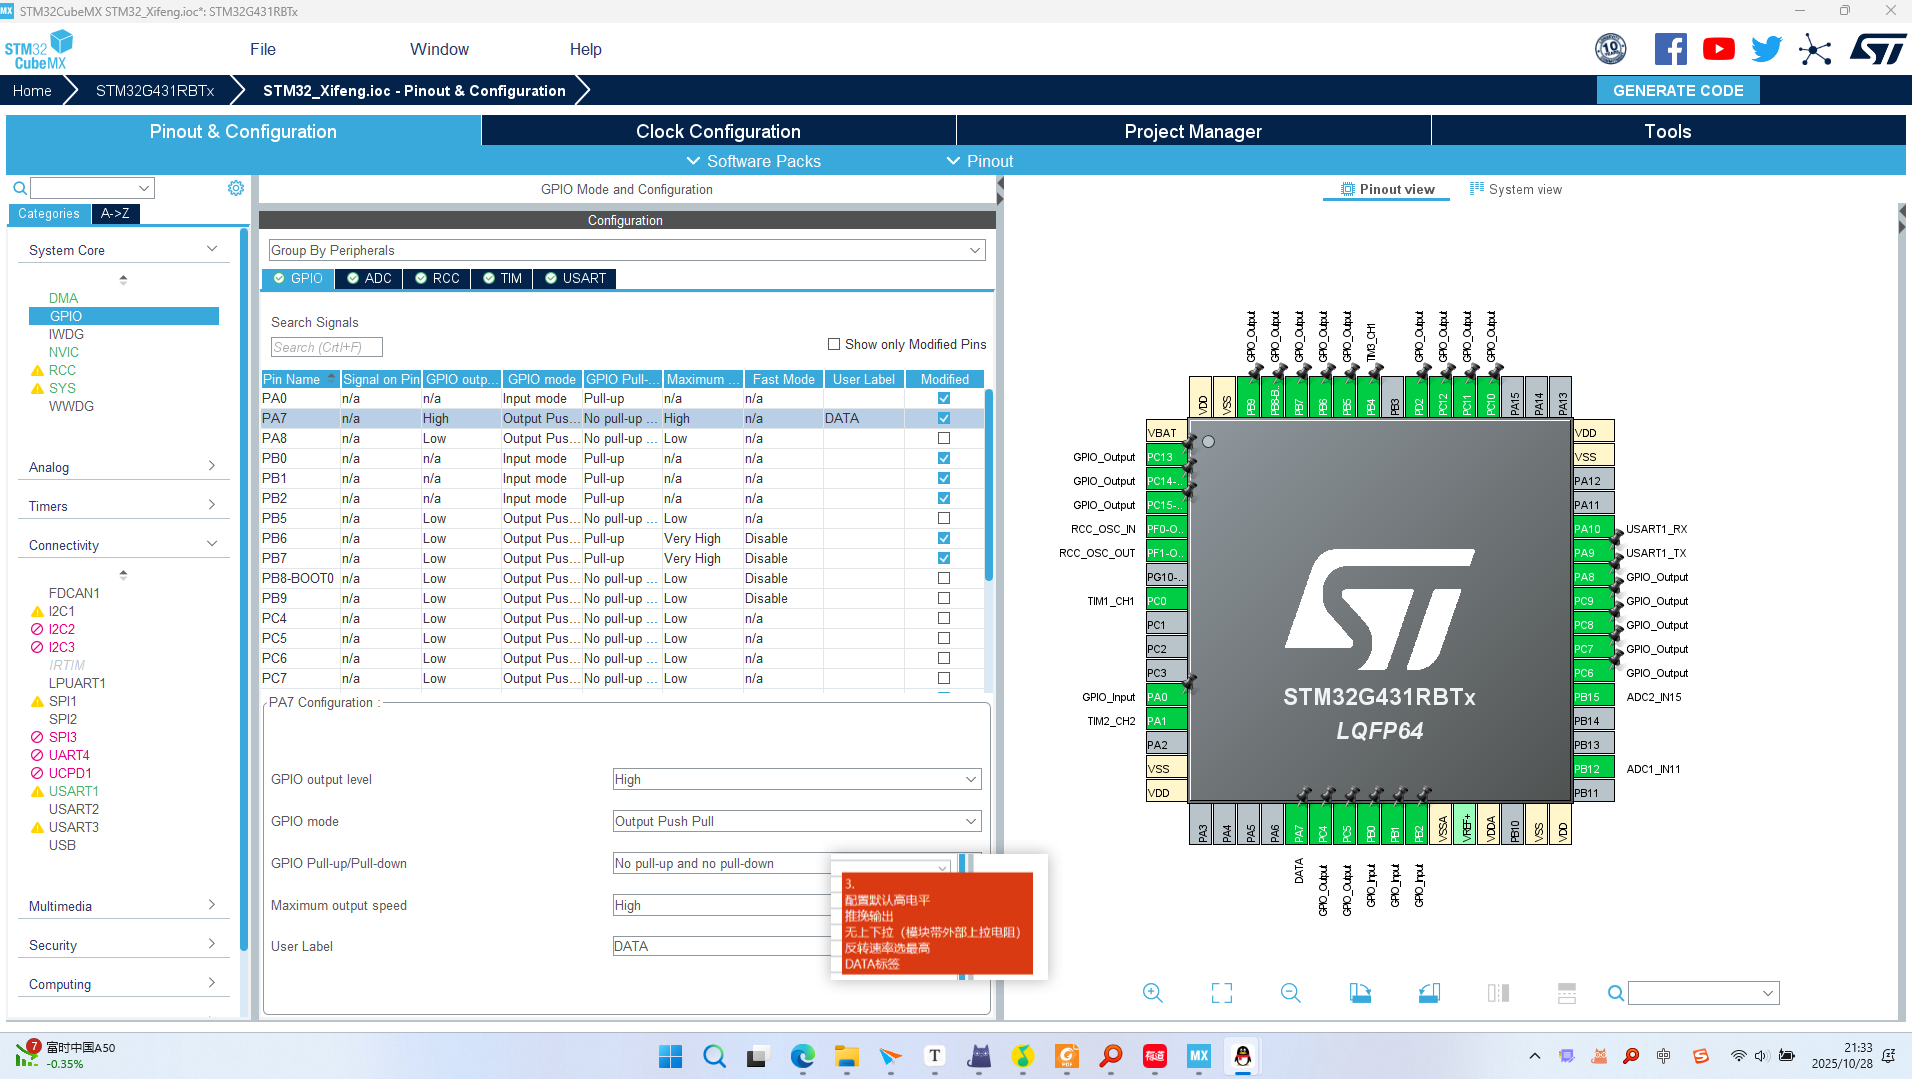 STM32CubeMX STM32_Xifeng.ioc*: STM32G431RBTx
STM32
CubeMX
File
Window
Help
Home
STM32G431RBTx
STM32_Xifeng.ioc - Pinout & Configuration
GENERATE CODE
Pinout & Configuration
Clock Configuration
Project Manager
Tools
Software Packs
Pinout
Categories
A->Z
System Core
DMA
GPIO
IWDG
NVIC
RCC
SYS
WWDG
Analog
Timers
Connectivity
FDCAN1
I2C1
I2C2
I2C3
IRTIM
LPUART1
SPI1
SPI2
SPI3
UART4
UCPD1
USART1
USART2
USART3
USB
Multimedia
Security
Computing
GPIO Mode and Configuration
Configuration
Group By Peripherals
GPIO
ADC
RCC
TIM
USART
Search Signals
Search (CrtI+F)
Show only Modified Pins
Pin Name Signal on Pin GPIO outp... GPIO mode GPIO Pull-... Maximum ... Fast Mode User Label Modified
PA0 n/a n/a Input mode Pull-up n/a n/a
PA7 n/a High Output Pus... No pull-up ... High n/a DATA
PA8 n/a Low Output Pus... No pull-up ... Low n/a
PB0 n/a n/a Input mode Pull-up n/a n/a
PB1 n/a n/a Input mode Pull-up n/a n/a
PB2 n/a n/a Input mode Pull-up n/a n/a
PB5 n/a Low Output Pus... No pull-up ... Low n/a
PB6 n/a Low Output Pus... Pull-up Very High Disable
PB7 n/a Low Output Pus... Pull-up Very High Disable
PB8-BOOT0 n/a Low Output Pus... No pull-up ... Low Disable
PB9 n/a Low Output Pus... No pull-up ... Low Disable
PC4 n/a Low Output Pus... No pull-up ... Low n/a
PC5 n/a Low Output Pus... No pull-up ... Low n/a
PC6 n/a Low Output Pus... No pull-up ... Low n/a
PC7 n/a Low Output Pus... No pull-up ... Low n/a
PA7 Configuration :
GPIO output level High
GPIO mode Output Push Pull
GPIO Pull-up/Pull-down No pull-up and no pull-down
Maximum output speed High
User Label DATA
3.
配置默认高电平
推挽输出
无上下拉（模块带外部上拉电阻）
反转速率选最高
DATA标签
Pinout view
System view
GPIO_Output
GPIO_Output
GPIO_Output
GPIO_Output
GPIO_Output
TIM3_CH1
GPIO_Output
GPIO_Output
GPIO_Output
GPIO_Output
VDD
VSS
PB9
PB8-B..
PB7
PB6
PB5
PB4
PB3
PD2
PC12
PC11
PC10
PA15
PA14
PA13
VBAT
GPIO_Output PC13
GPIO_Output PC14-..
GPIO_Output PC15-..
RCC_OSC_IN PF0-O..
RCC_OSC_OUT PF1-O..
PG10-..
TIM1_CH1 PC0
PC1
PC2
PC3
GPIO_Input PA0
TIM2_CH2 PA1
PA2
VSS
VDD
STM32G431RBTx
LQFP64
VDD
VSS
PA12
PA11
PA10 USART1_RX
PA9 USART1_TX
PA8 GPIO_Output
PC9 GPIO_Output
PC8 GPIO_Output
PC7 GPIO_Output
PC6 GPIO_Output
PB15 ADC2_IN15
PB14
PB13
PB12 ADC1_IN11
PB11
PA3
PA4
PA5
PA6
PA7
PC4
PC5
PB0
PB1
PB2
VSSA
VREF+
VDDA
PB10
VSS
VDD
DATA
GPIO_Output
GPIO_Output
GPIO_Input
GPIO_Input
GPIO_Input
7
富时中国A50
-0.35%
T
PDF
有道
MX
中
21:33
2025/10/28